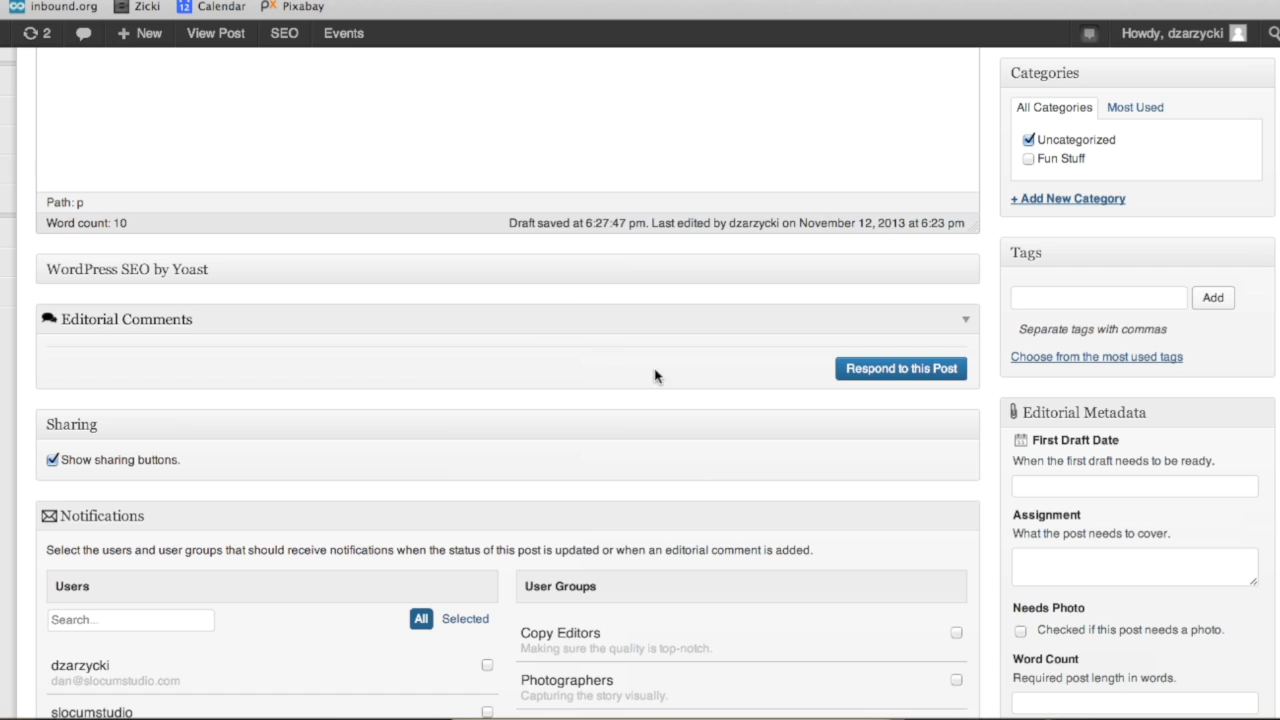 inbound.org Zicki 12 Calendar PX Pixabay
2 + New View Post SEO Events Howdy, dzarzycki
Path: p
Word count: 10 Draft saved at 6:27:47 pm. Last edited by dzarzycki on November 12, 2013 at 6:23 pm
WordPress SEO by Yoast
Editorial Comments
Respond to this Post
Sharing
Show sharing buttons.
Notifications
Select the users and user groups that should receive notifications when the status of this post is updated or when an editorial comment is added.
Users
Search... All Selected
dzarzycki
dan@slocumstudio.com
slocumstudio
User Groups
Copy Editors
Making sure the quality is top-notch.
Photographers
Capturing the story visually.
Categories
All Categories Most Used
Uncategorized
Fun Stuff
+ Add New Category
Tags
Add
Separate tags with commas
Choose from the most used tags
Editorial Metadata
First Draft Date
When the first draft needs to be ready.
Assignment
What the post needs to cover.
Needs Photo
Checked if this post needs a photo.
Word Count
Required post length in words.